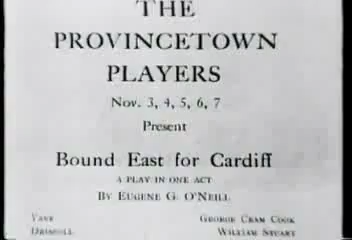 THE
PROVINCETOWN
PLAYERS
Nov. 3, 4, 5, 6, 7
Present
Bound East for Cardiff
A PLAY IN ONE ACT
BY EUGENE G. O'NEILL
YANK GEORGE CRAM COOK
DRISCOLL WILLIAM STUART